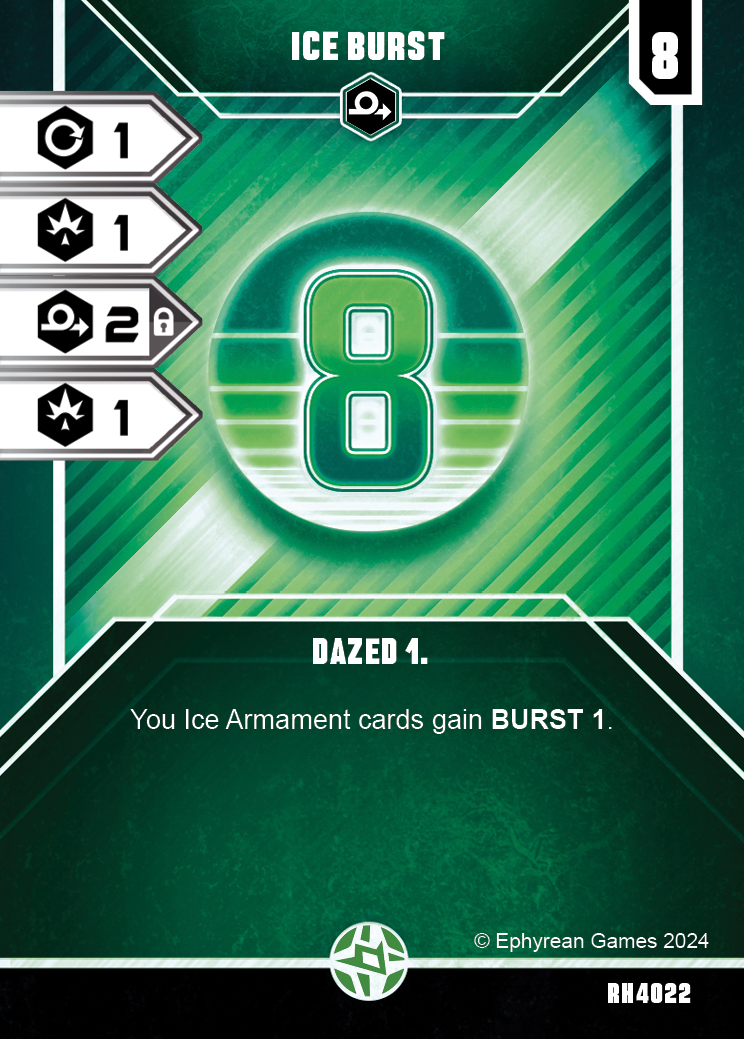 ICE BURST
8
1
1
2
1
8
DAZED 1.
You Ice Armament cards gain BURST 1.
© Ephyrean Games 2024
RH4022